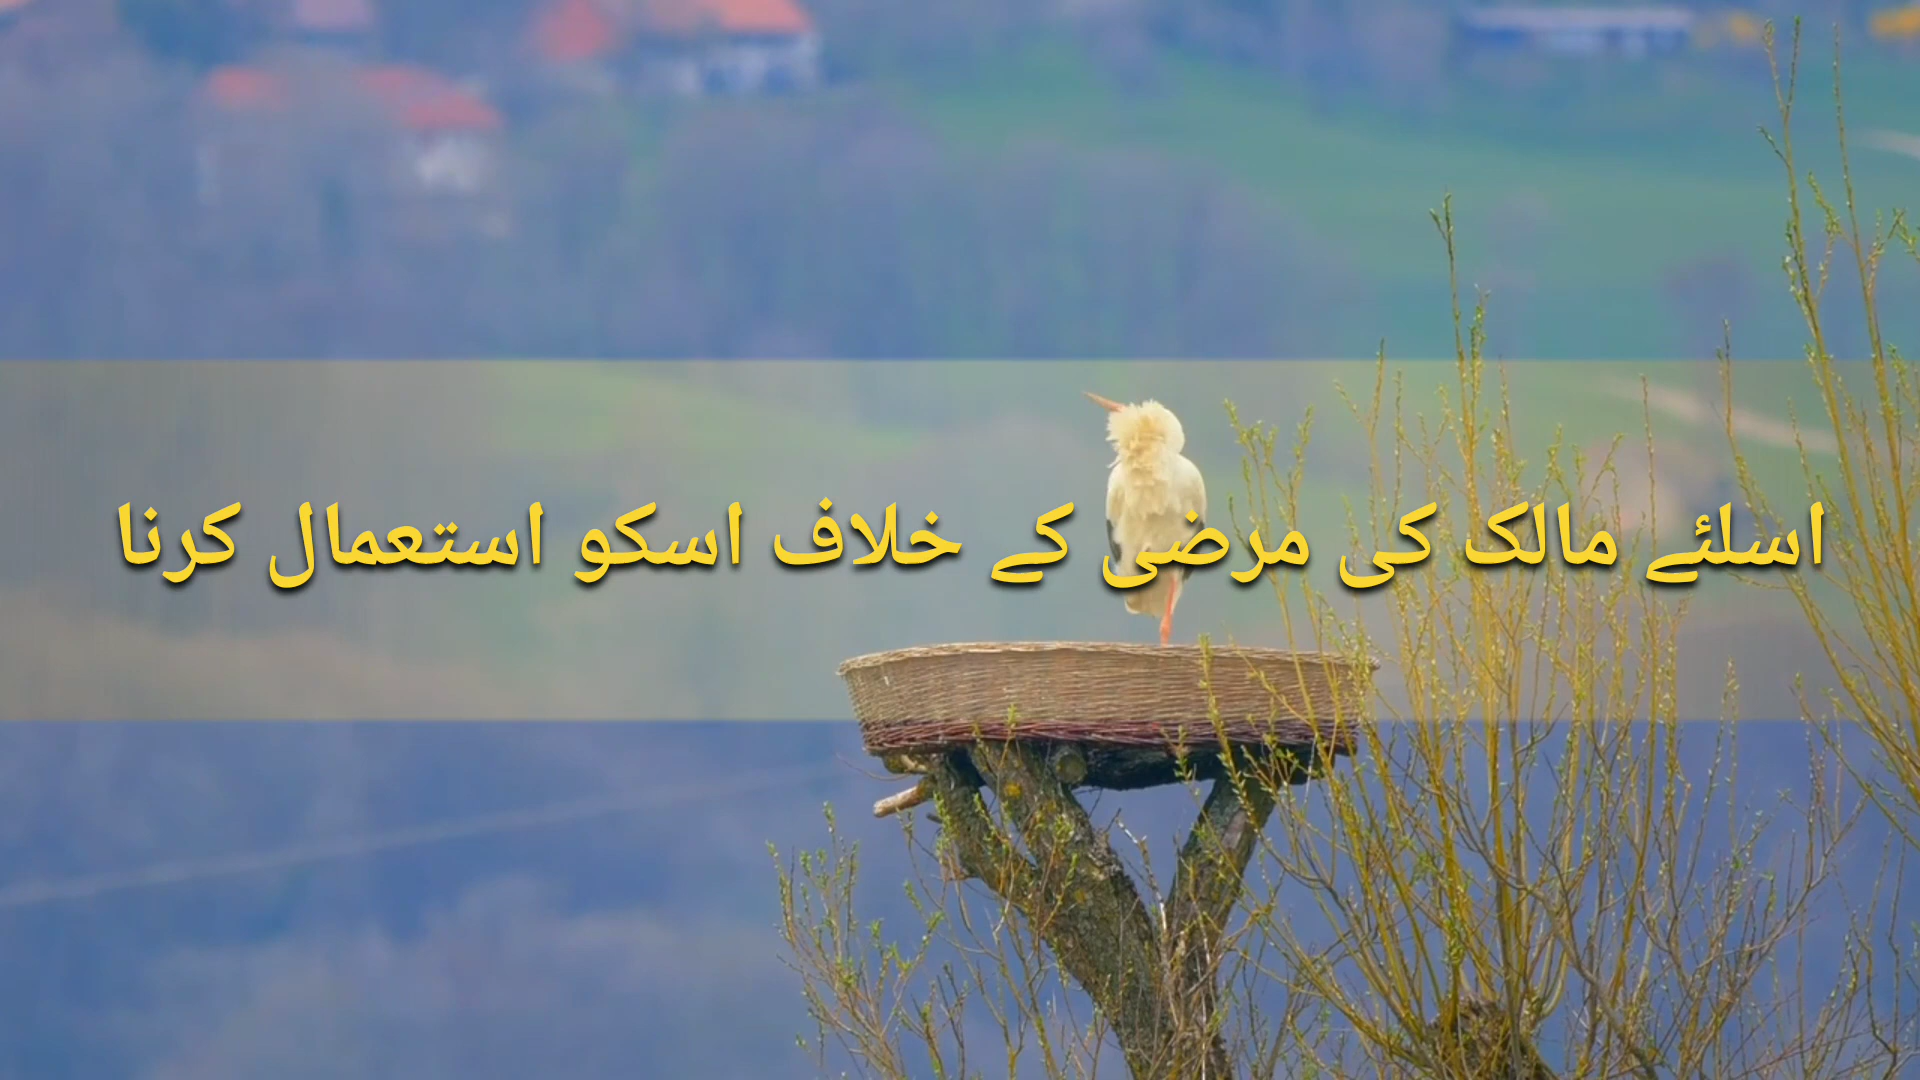 اسلئے مالک کی مرضی کے خلاف اسکو استعمال کرنا